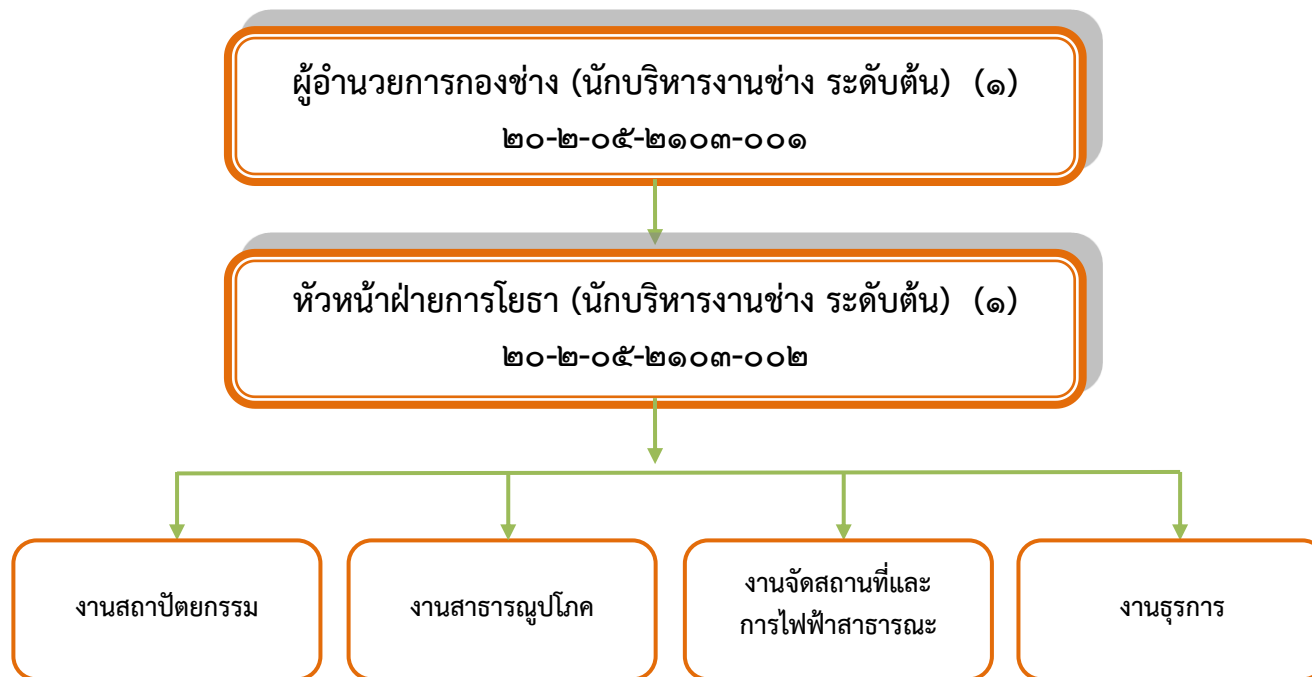 ผู้อำนวยการกองช่าง (นักบริหารงานช่าง ระดับต้น) (๑)
๒๐-๒-๐๕-๒๑๐๓-๐๐๑
หัวหน้าฝ่ายการโยธา (นักบริหารงานช่าง ระดับต้น) (๑)
๒๐-๒-๐๕-๒๑๐๓-๐๐๒
งานสถาปัตยกรรม
งานสาธารณูปโภค
งานจัดสถานที่และ
การไฟฟ้าสาธารณะ
งานธุรการ